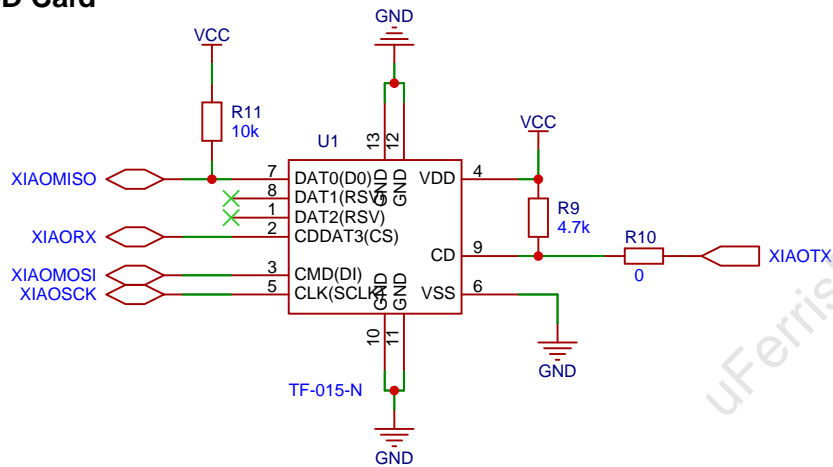 D Card
GND
VCC
R11
10k
U1
13
12
VCC
XIAOMISO
7
DAT0(D0)
GND
GND
VDD
4
8
DAT1(RSV)
R9
4.7k
1
DAT2(RSV)
XIAORX
2
CDDAT3(CS)
R10
0
CD
9
XIAOTX
XIAOMOSI
3
CMD(DI)
XIAOSCK
5
CLK(SCLK)
GND
GND
VSS
6
10
11
GND
TF-015-N
GND
uFerris